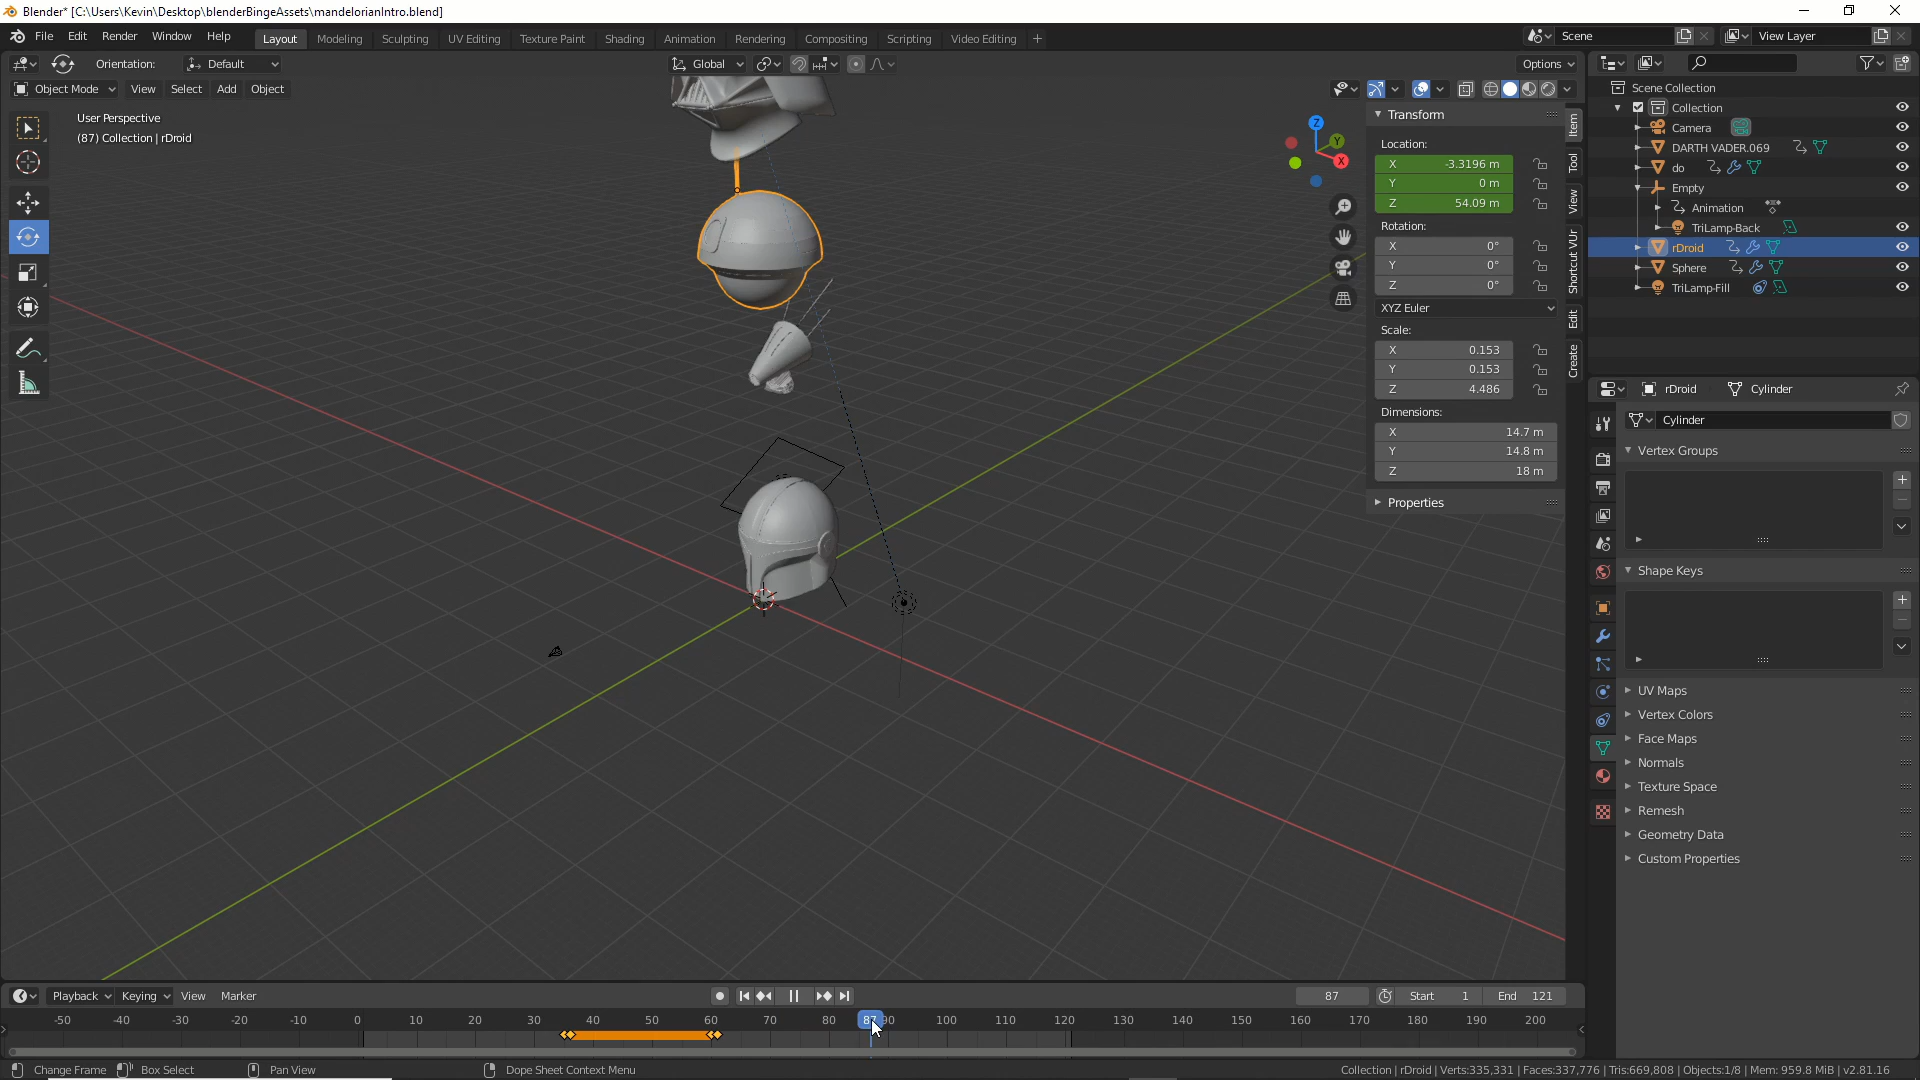 Blender* [C:\Users\Kevin\Desktop\blenderBingeAssets\mandelorianIntro.blend]
File Edit Render Window Help Layout Modeling Sculpting UV Editing Texture Paint Shading Animation Rendering Compositing Scripting Video Editing + Scene View Layer
Orientation: Default Global Options
Object Mode View Select Add Object
User Perspective
(87) Collection | rDroid
Z
Y
X
Transform
Location:
X -3.3196 m
Y 0 m
Z 54.09 m
Rotation:
X 0°
Y 0°
Z 0°
XYZ Euler
Scale:
X 0.153
Y 0.153
Z 4.486
Dimensions:
X 14.7 m
Y 14.8 m
Z 18 m
Properties
Item
Tool
View
Shortcut VUr
Edit
Create
Scene Collection
Collection
Camera
DARTH VADER.069
do
Empty
Animation
TriLamp-Back
rDroid
Sphere
TriLamp-Fill
rDroid Cylinder
Cylinder
Vertex Groups
Shape Keys
UV Maps
Vertex Colors
Face Maps
Normals
Texture Space
Remesh
Geometry Data
Custom Properties
Playback Keying View Marker 87 Start 1 End 121
-50 -40 -30 -20 -10 0 10 20 30 40 50 60 70 80 87 90 100 110 120 130 140 150 160 170 180 190 200
Change Frame Box Select Pan View Dope Sheet Context Menu Collection | rDroid | Verts:335,331 | Faces:337,776 | Tris:669,808 | Objects:1/8 | Mem: 959.8 MiB | v2.81.16